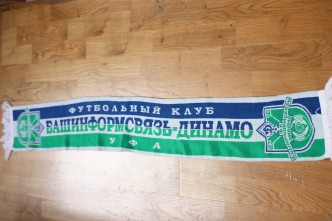 ФУТБОЛЬНЫЙ КЛУБ
БАШИНФОРМСВЯЗЬ-ДИНАМО
УФА